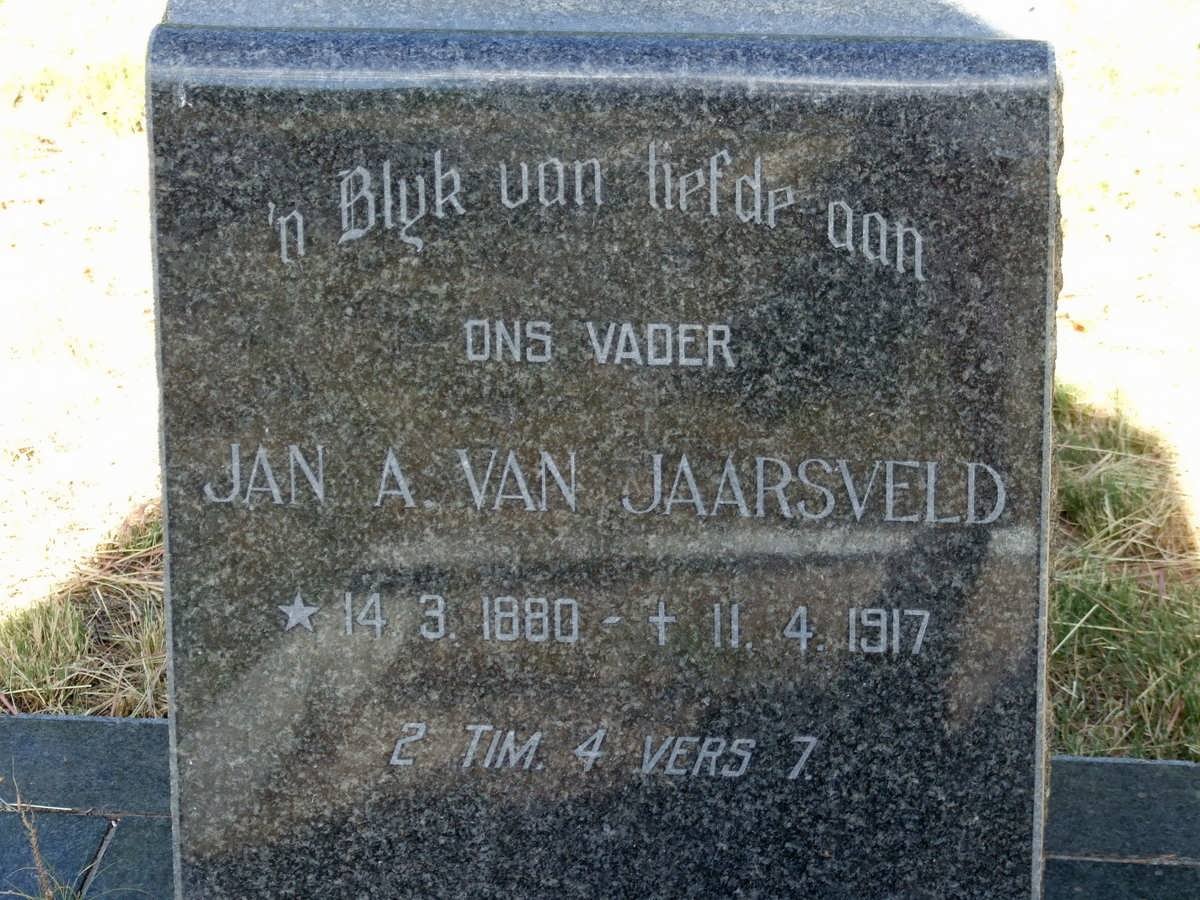 'n Blyk van liefde aan
ONS VADER
JAN A. VAN JAARSVELD
★ 14 3. 1880 - ✝ 11. 4. 1917
2 TIM. 4 VERS 7.